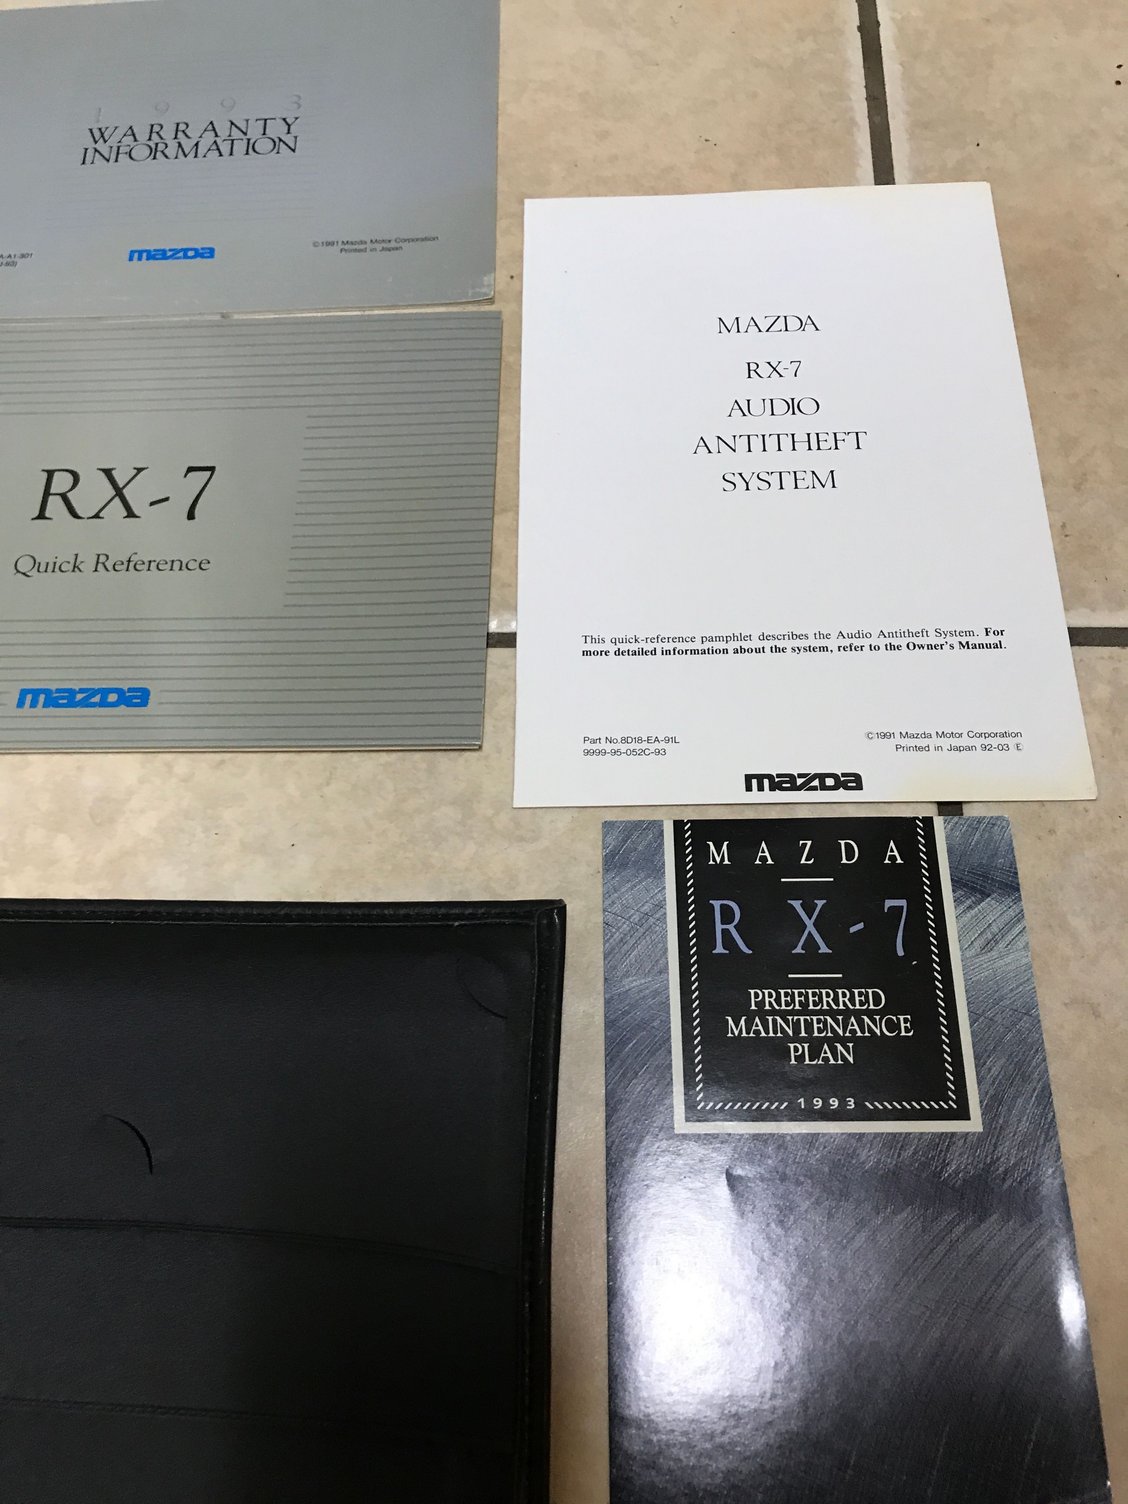 1993
WARRANTY
INFORMATION
mazda
©1991 Mazda Motor Corporation
Printed in Japan
RX-7
Quick Reference
mazda
MAZDA
RX-7
AUDIO
ANTITHEFT
SYSTEM
This quick-reference pamphlet describes the Audio Antitheft System. For
more detailed information about the system, refer to the Owner's Manual.
Part No.8D18-EA-91L
9999-95-052C-93
©1991 Mazda Motor Corporation
Printed in Japan 92-03 Ⓔ
mazda
MAZDA
RX-7
PREFERRED
MAINTENANCE
PLAN
1993